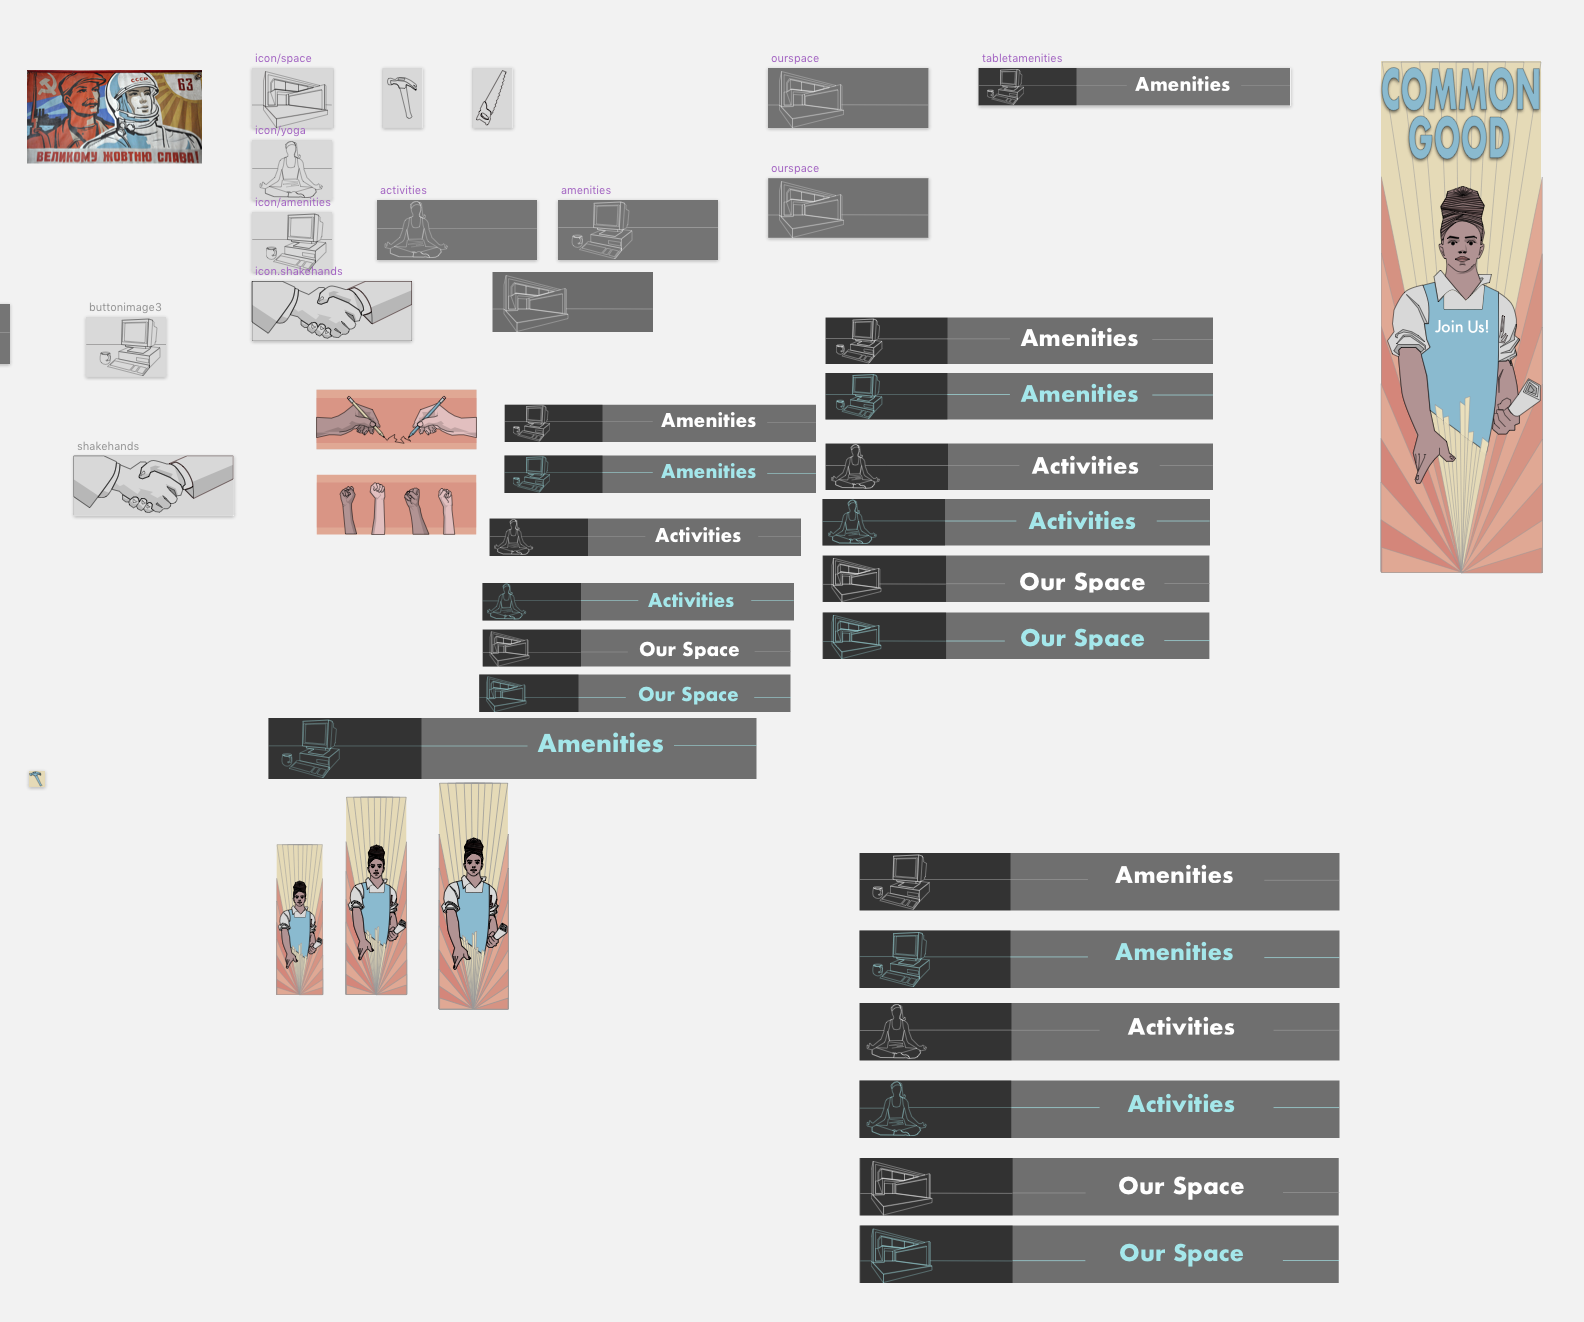 icon/space
ourspace
tabletamenities
Amenities
COMMON
GOOD
СССР
63
ВЕЛИКОМУ ЖОВТНЮ СЛАВА!
icon/yoga
ourspace
activities
amenities
icon/amenities
icon.shakehands
buttonimage3
Join Us!
Amenities
Amenities
Amenities
Amenities
shakehands
Activities
Activities
Activities
Activities
Our Space
Our Space
Our Space
Our Space
Amenities
Amenities
Amenities
Activities
Activities
Our Space
Our Space